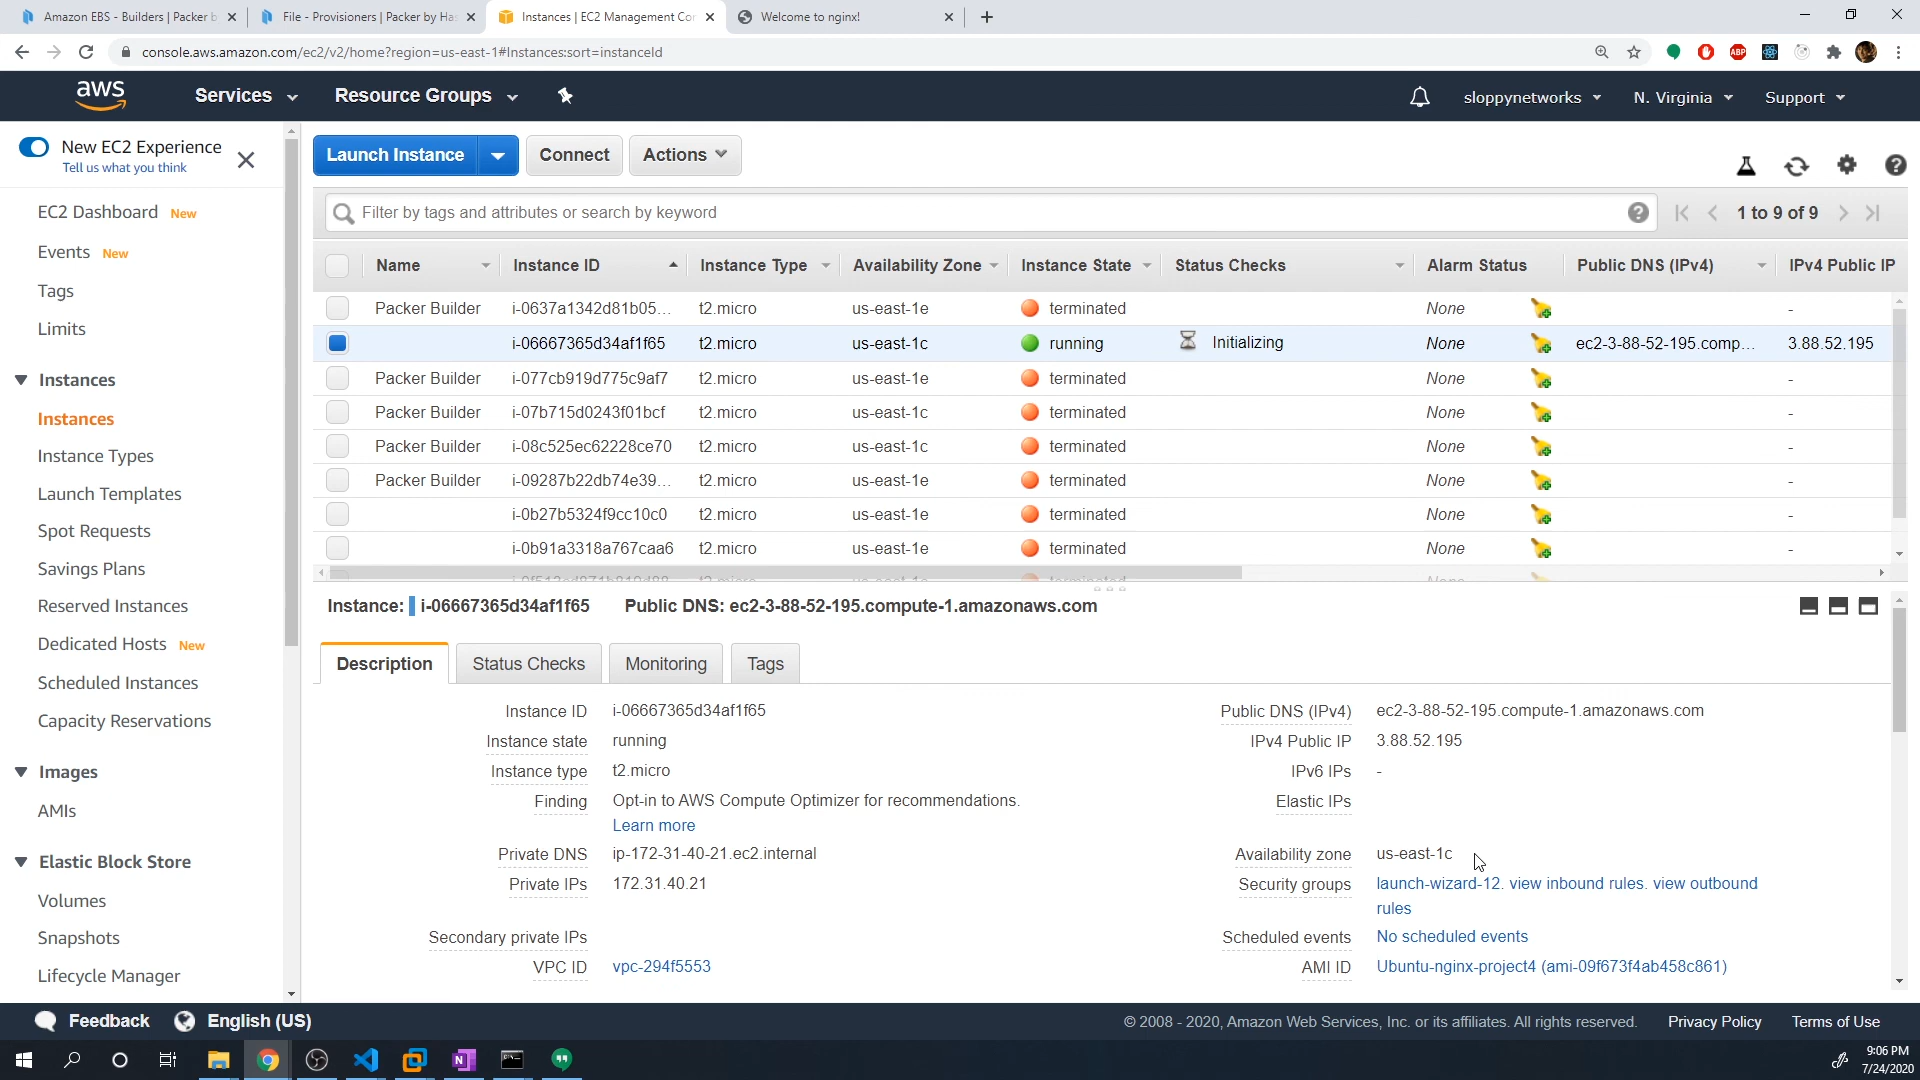 Amazon EBS - Builders | Packer b
File - Provisioners | Packer by Has
Instances | EC2 Management Con
Welcome to nginx!
console.aws.amazon.com/ec2/v2/home?region=us-east-1#Instances:sort=instanceId
ABP
aws
Services
Resource Groups
sloppynetworks
N. Virginia
Support
New EC2 Experience
Tell us what you think
EC2 Dashboard New
Events New
Tags
Limits
Instances
Instances
Instance Types
Launch Templates
Spot Requests
Savings Plans
Reserved Instances
Dedicated Hosts New
Scheduled Instances
Capacity Reservations
Images
AMIs
Elastic Block Store
Volumes
Snapshots
Lifecycle Manager
Launch Instance
Connect
Actions
Filter by tags and attributes or search by keyword
1 to 9 of 9
Name Instance ID Instance Type Availability Zone Instance State Status Checks Alarm Status Public DNS (IPv4) IPv4 Public IP
Packer Builder i-0637a1342d81b05... t2.micro us-east-1e terminated None -
i-06667365d34af1f65 t2.micro us-east-1c running Initializing None ec2-3-88-52-195.comp... 3.88.52.195
Packer Builder i-077cb919d775c9af7 t2.micro us-east-1e terminated None -
Packer Builder i-07b715d0243f01bcf t2.micro us-east-1c terminated None -
Packer Builder i-08c525ec62228ce70 t2.micro us-east-1c terminated None -
Packer Builder i-09287b22db74e39... t2.micro us-east-1e terminated None -
i-0b27b5324f9cc10c0 t2.micro us-east-1e terminated None -
i-0b91a3318a767caa6 t2.micro us-east-1e terminated None -
Instance: i-06667365d34af1f65 Public DNS: ec2-3-88-52-195.compute-1.amazonaws.com
Description
Status Checks
Monitoring
Tags
Instance ID i-06667365d34af1f65
Instance state running
Instance type t2.micro
Finding Opt-in to AWS Compute Optimizer for recommendations.
Learn more
Private DNS ip-172-31-40-21.ec2.internal
Private IPs 172.31.40.21
Secondary private IPs
VPC ID vpc-294f5553
Public DNS (IPv4) ec2-3-88-52-195.compute-1.amazonaws.com
IPv4 Public IP 3.88.52.195
IPv6 IPs -
Elastic IPs
Availability zone us-east-1c
Security groups launch-wizard-12. view inbound rules. view outbound
rules
Scheduled events No scheduled events
AMI ID Ubuntu-nginx-project4 (ami-09f673f4ab458c861)
Feedback
English (US)
© 2008 - 2020, Amazon Web Services, Inc. or its affiliates. All rights reserved.
Privacy Policy
Terms of Use
9:06 PM
7/24/2020